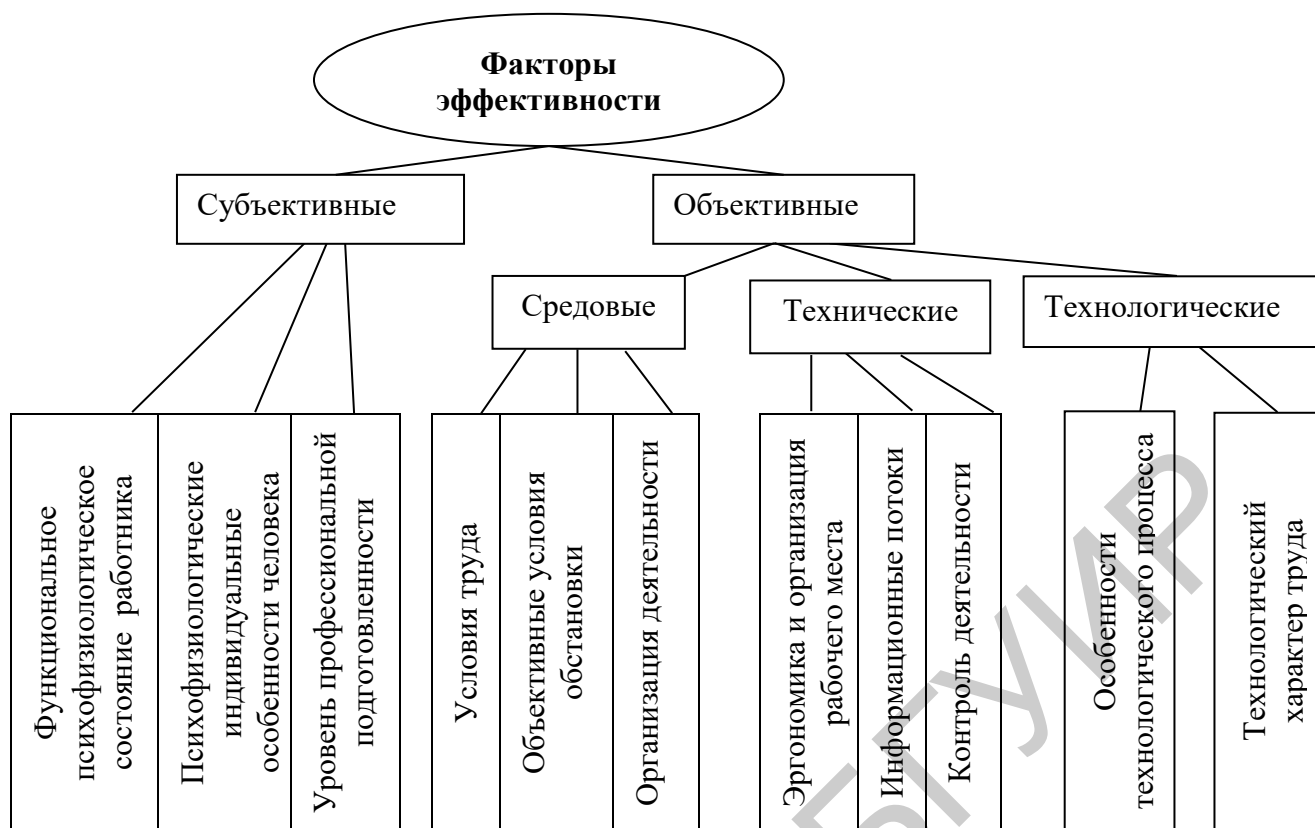 Факторы
эффективности
Субъективные
Объективные
Средовые
Технические
Технологические
Функциональное
психофизиологическое
состояние работника
Психофизиологические
индивидуальные
особенности человека
Уровень профессиональной
подготовленности
Условия труда
Объективные условия
обстановки
Организация деятельности
Эргономика и организация
рабочего места
Информационные потоки
Контроль деятельности
Особенности
технологического процесса
Технологический
характер труда
БГУИР